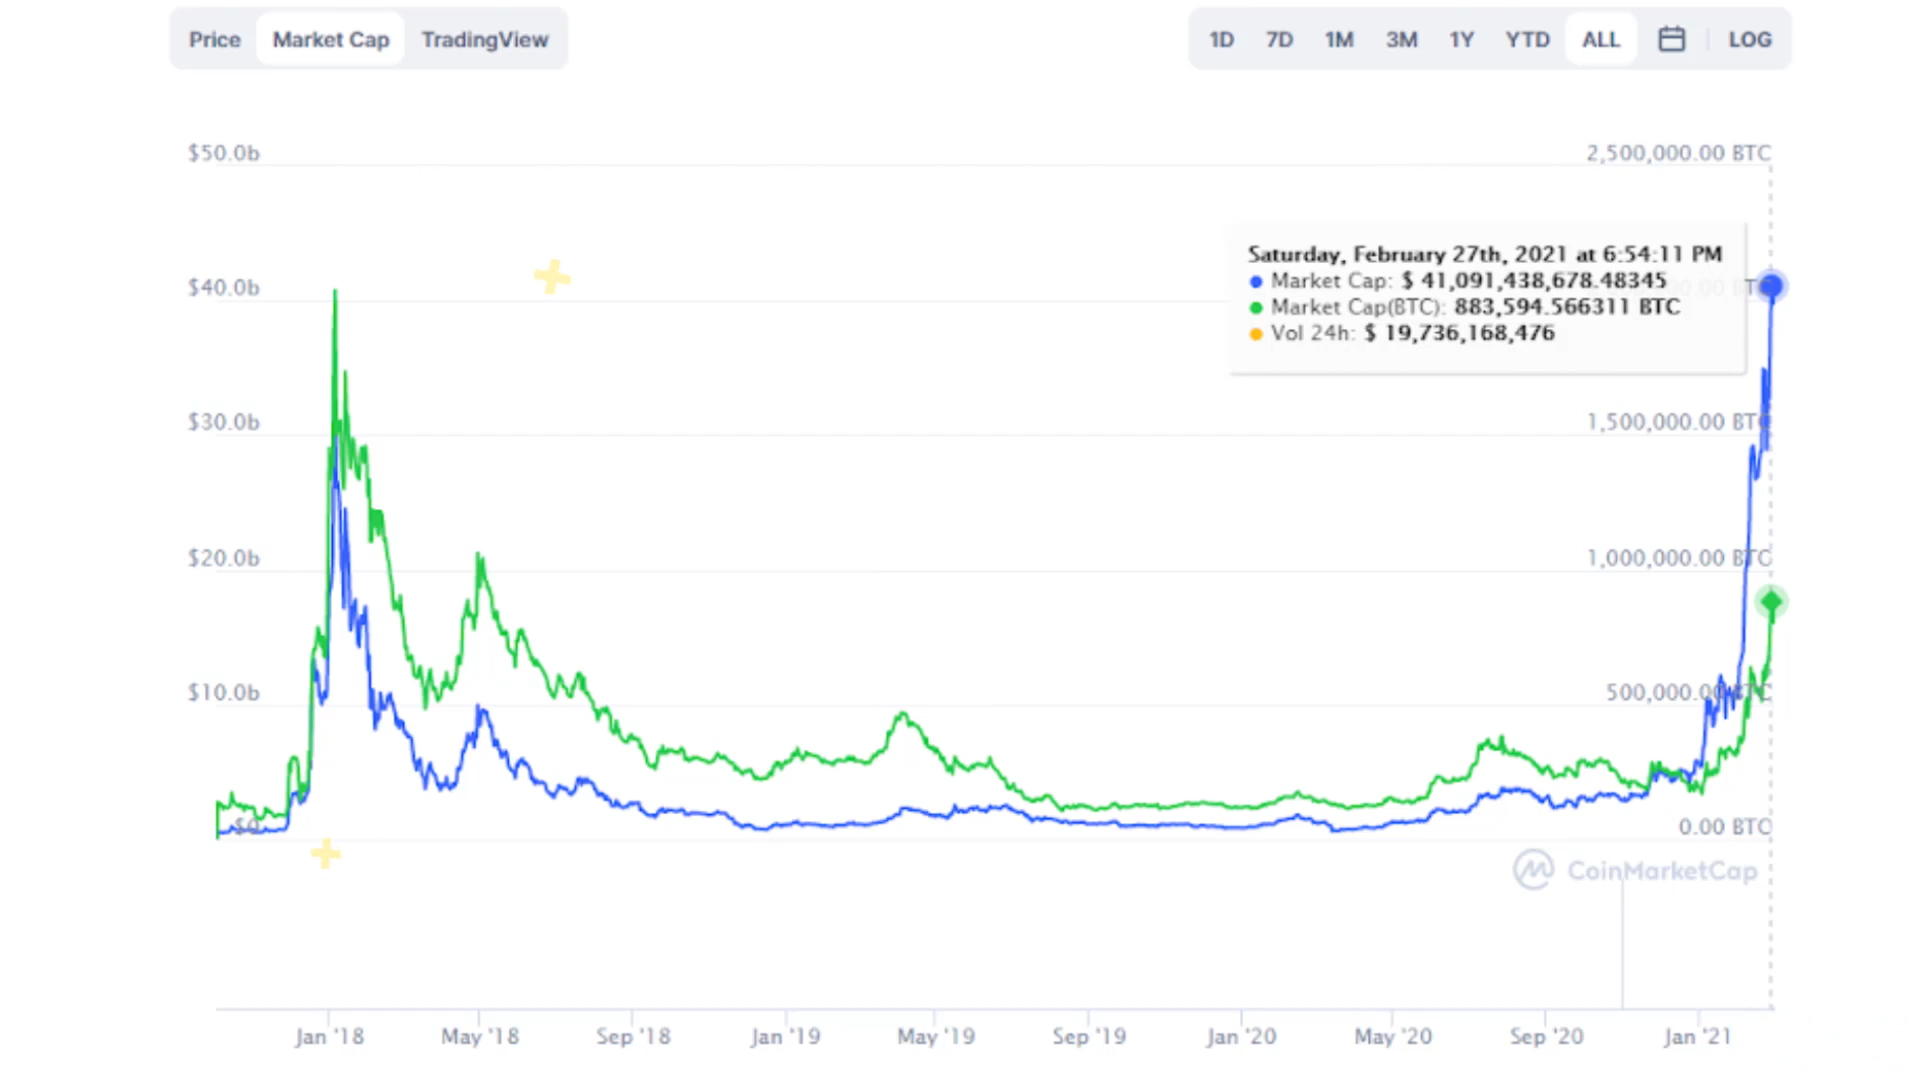 Price Market Cap TradingView 1D 7D 1M 3M 1Y YTD ALL LOG
$50.0b 2,500,000.00 BTC
Saturday, February 27th, 2021 at 6:54:11 PM
Market Cap: $ 41,091,438,678.48345
$40.0b
Market Cap(BTC): 883,594.566311 BTC
Vol 24h: $ 19,736,168,476
$30.0b 1,500,000.00 BTC
$20.0b 1,000,000.00 BTC
$10.0b 500,000.00 BTC
$0 0.00 BTC
CoinMarketCap
Jan '18 May '18 Sep '18 Jan '19 May '19 Sep '19 Jan '20 May '20 Sep '20 Jan '21